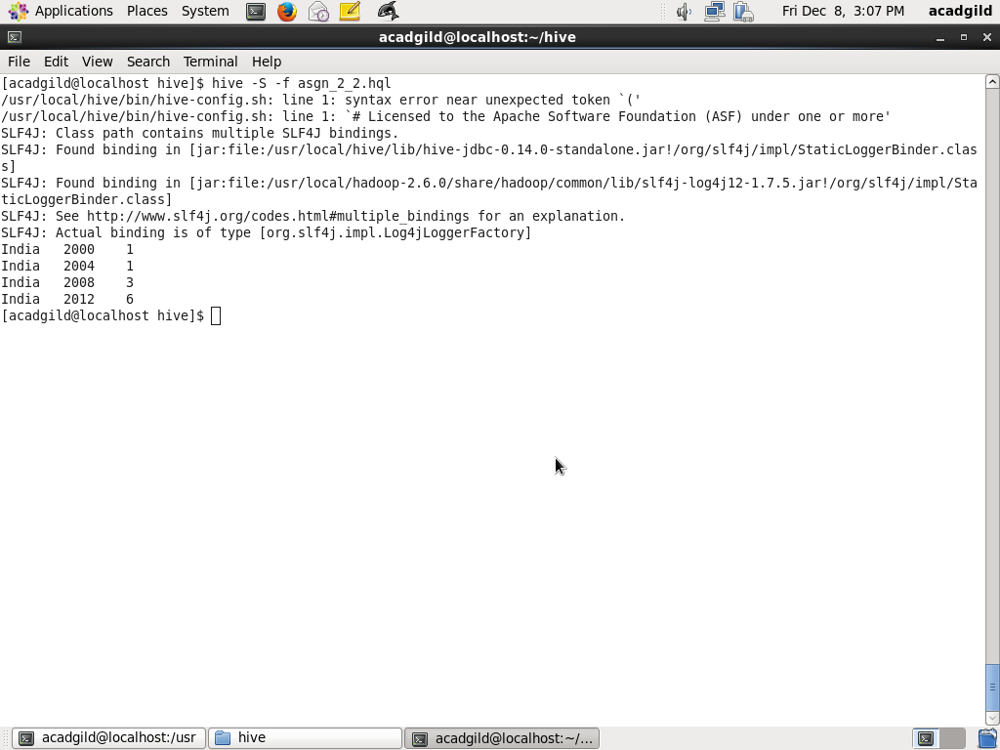 Applications Places System Fri Dec 8, 3:07 PM acadgild
acadgild@localhost:~/hive
File Edit View Search Terminal Help
[acadgild@localhost hive]$ hive -S -f asgn_2_2.hql
/usr/local/hive/bin/hive-config.sh: line 1: syntax error near unexpected token `('
/usr/local/hive/bin/hive-config.sh: line 1: `# Licensed to the Apache Software Foundation (ASF) under one or more'
SLF4J: Class path contains multiple SLF4J bindings.
SLF4J: Found binding in [jar:file:/usr/local/hive/lib/hive-jdbc-0.14.0-standalone.jar!/org/slf4j/impl/StaticLoggerBinder.clas
s]
SLF4J: Found binding in [jar:file:/usr/local/hadoop-2.6.0/share/hadoop/common/lib/slf4j-log4j12-1.7.5.jar!/org/slf4j/impl/Sta
ticLoggerBinder.class]
SLF4J: See http://www.slf4j.org/codes.html#multiple_bindings for an explanation.
SLF4J: Actual binding is of type [org.slf4j.impl.Log4jLoggerFactory]
India 2000 1
India 2004 1
India 2008 3
India 2012 6
[acadgild@localhost hive]$
acadgild@localhost:/usr hive acadgild@localhost:~/...